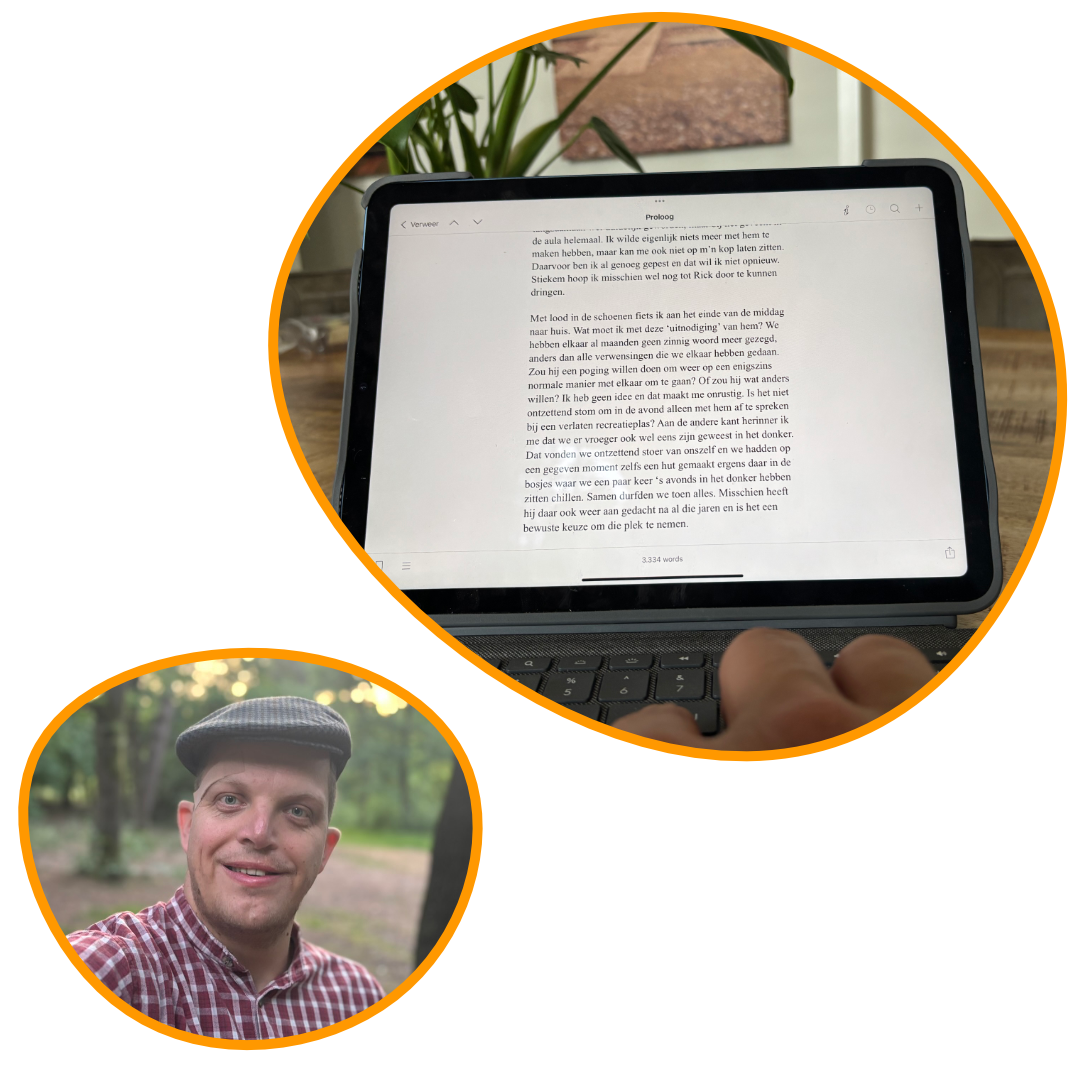 Verweer
Proloog
de aula helemaal. Ik wilde eigenlijk niets meer met hem te
maken hebben, maar kan me ook niet op m’n kop laten zitten.
Daarvoor ben ik al genoeg gepest en dat wil ik niet opnieuw.
Stiekem hoop ik misschien wel nog tot Rick door te kunnen
dringen.
Met lood in de schoenen fiets ik aan het einde van de middag
naar huis. Wat moet ik met deze ‘uitnodiging’ van hem? We
hebben elkaar al maanden geen zinnig woord meer gezegd,
anders dan alle verwensingen die we elkaar hebben gedaan.
Zou hij een poging willen doen om weer op een enigszins
normale manier met elkaar om te gaan? Of zou hij wat anders
willen? Ik heb geen idee en dat maakt me onrustig. Is het niet
ontzettend stom om in de avond alleen met hem af te spreken
bij een verlaten recreatieplas? Aan de andere kant herinner ik
me dat we er vroeger ook wel eens zijn geweest in het donker.
Dat vonden we ontzettend stoer van onszelf en we hadden op
een gegeven moment zelfs een hut gemaakt ergens daar in de
bosjes waar we een paar keer ‘s avonds in het donker hebben
zitten chillen. Samen durfden we toen alles. Misschien heeft
hij daar ook weer aan gedacht na al die jaren en is het een
bewuste keuze om die plek te nemen.
3.334 words
% ^ &
5 6 7